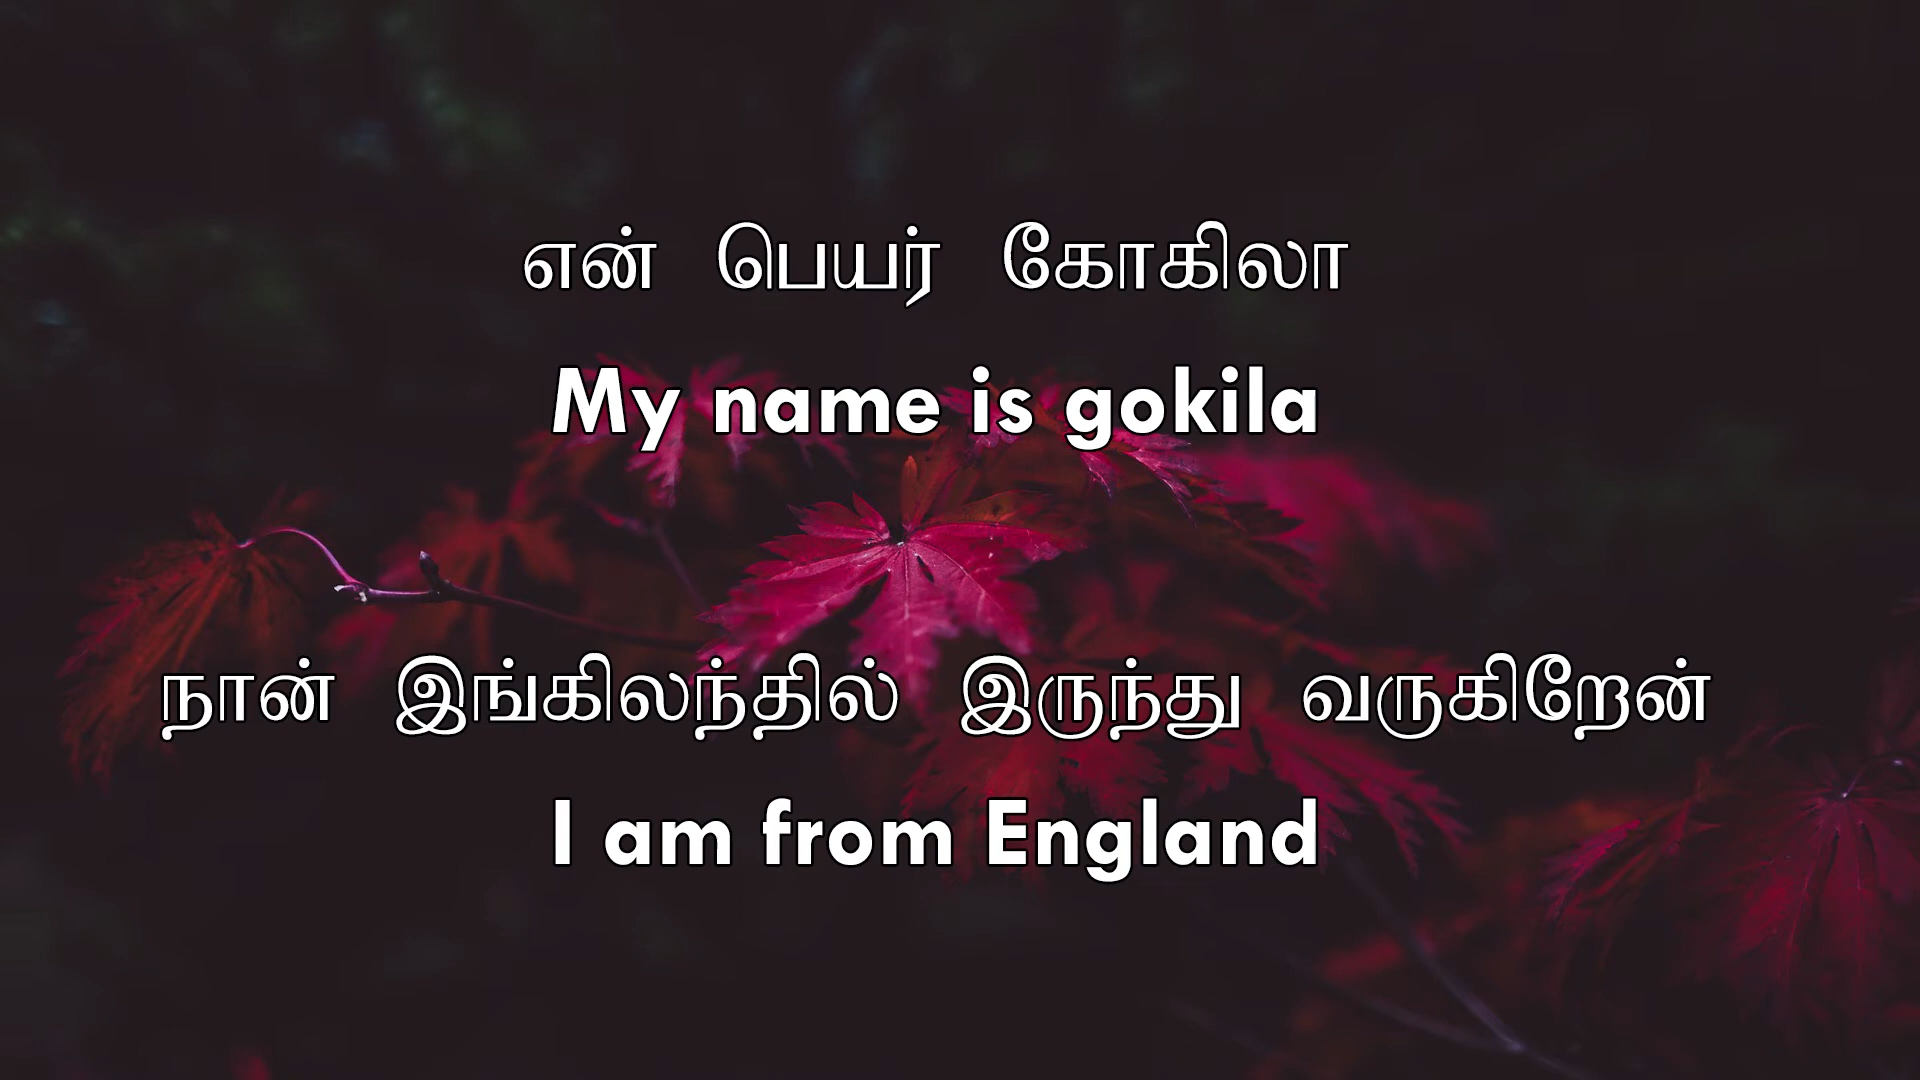 என் பெயர் கோகிலா
My name is gokila
நான் இங்கிலந்தில் இருந்து வருகிறேன்
I am from England